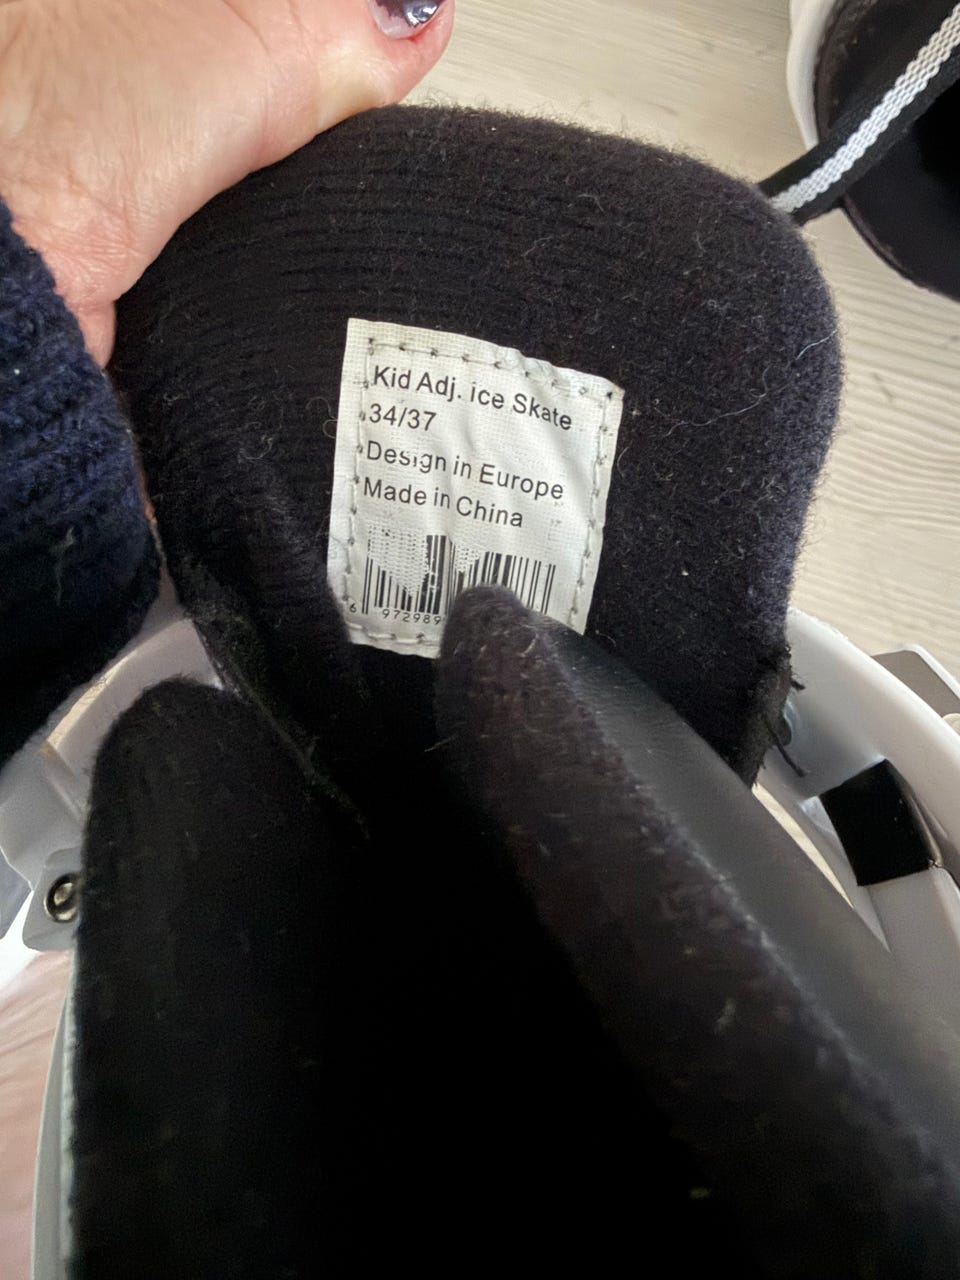 Kid Adj. ice Skate
34/37
Design in Europe
Made in China
6 972989